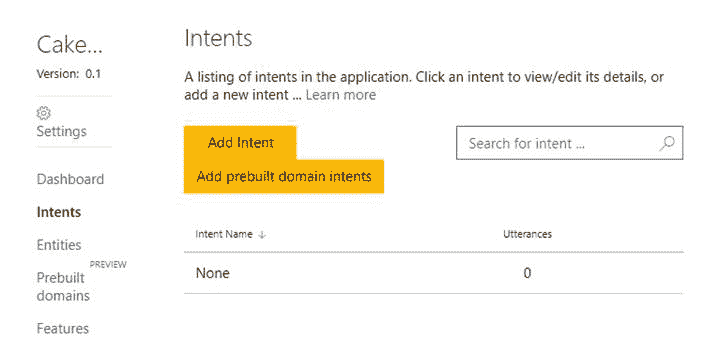 Cake...
Version: 0.1
Settings
Dashboard
Intents
Entities
PREVIEW
Prebuilt
domains
Features
Intents
A listing of intents in the application. Click an intent to view/edit its details, or
add a new intent ... Learn more
Add Intent
Search for intent ...
Add prebuilt domain intents
Intent Name ↓ Utterances
None 0